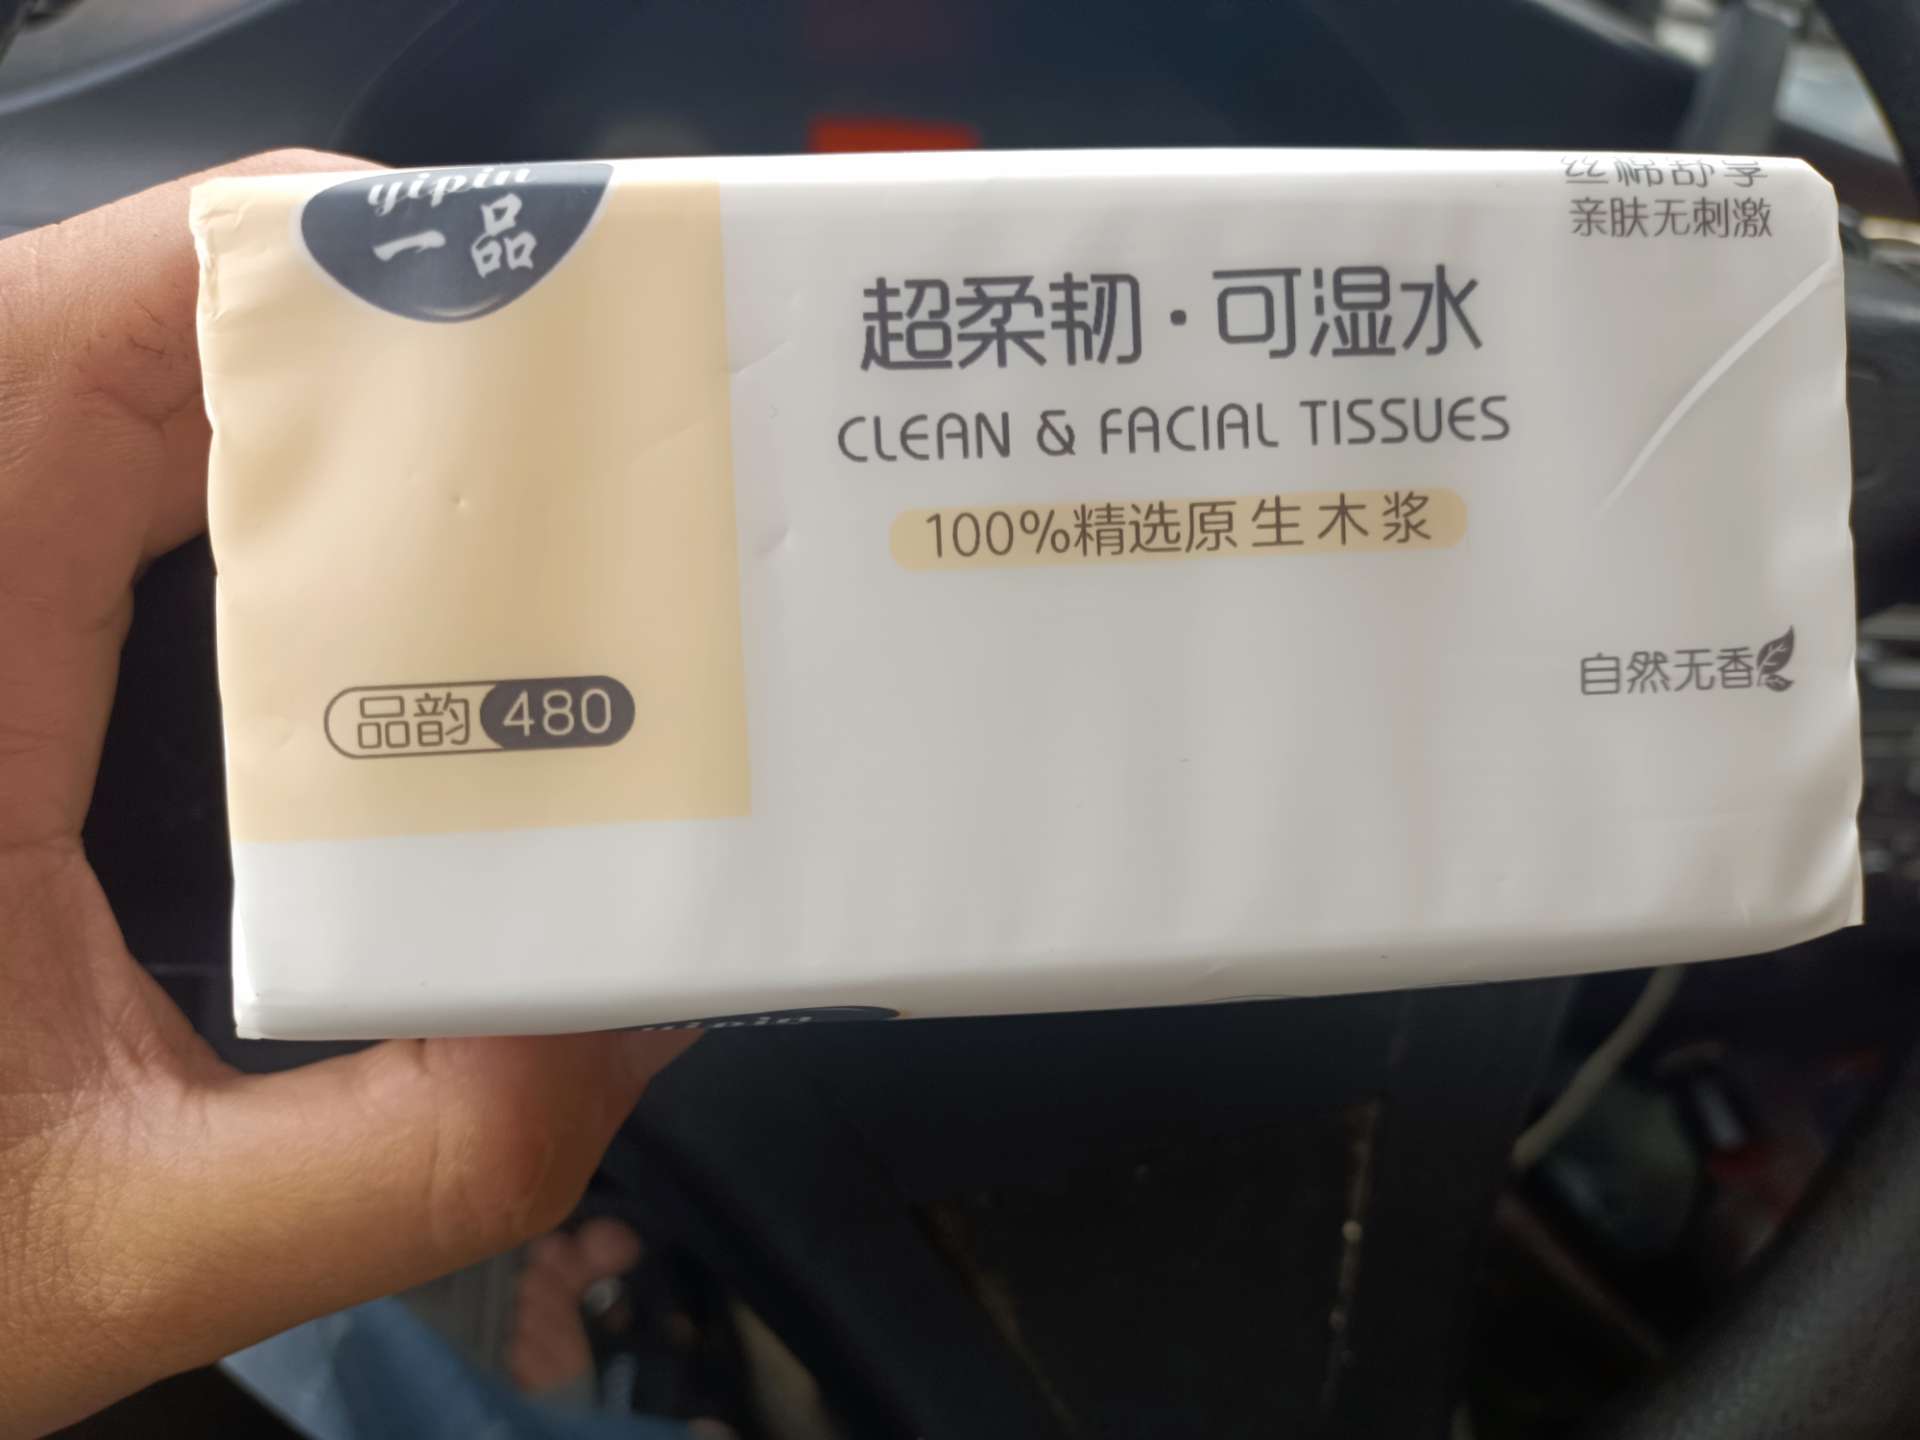 yipin
一品
丝棉舒享
亲肤无刺激
超柔韧·可湿水
CLEAN & FACIAL TISSUES
100%精选原生木浆
品韵 480
自然无香
yipin